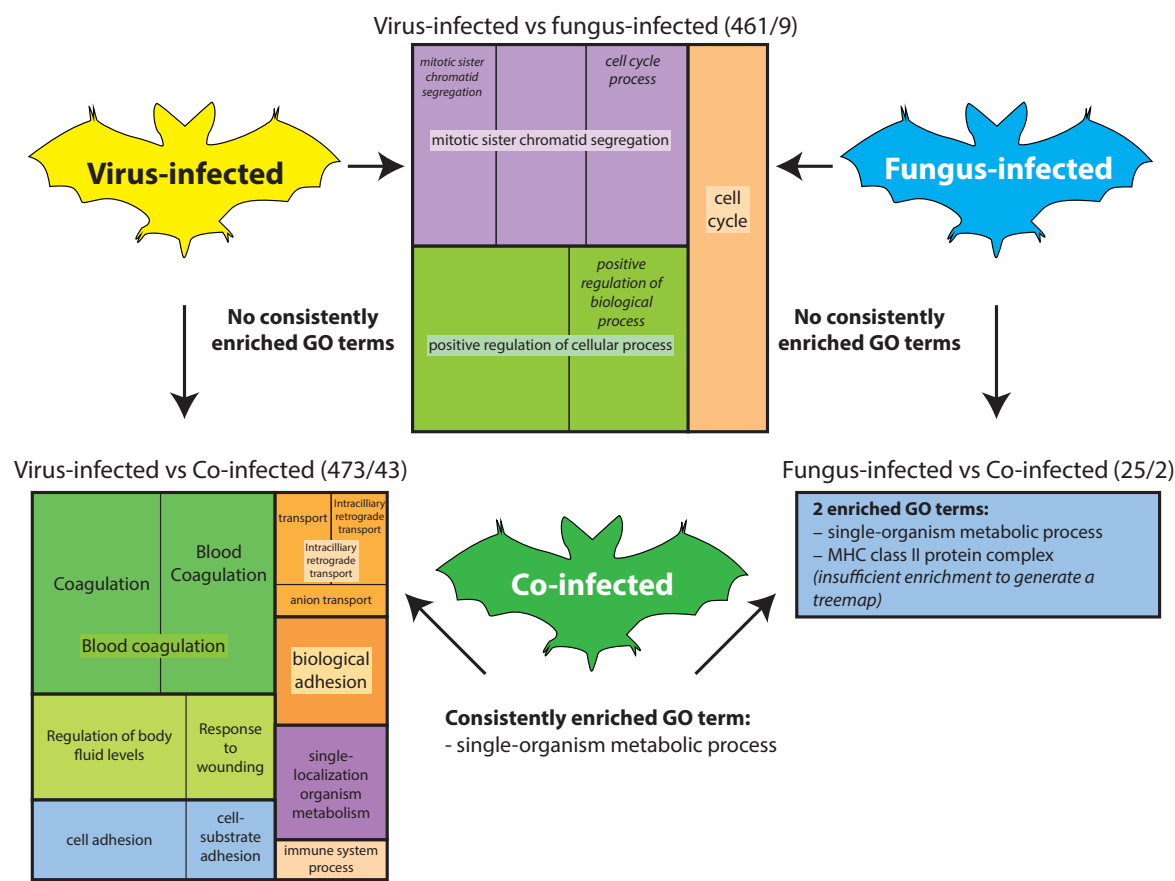 Virus-infected vs fungus-infected (461/9)
mitotic sister
chromatid
segregation
cell cycle
process
mitotic sister chromatid segregation
cell
cycle
positive
regulation of
biological
process
positive regulation of cellular process
Virus-infected
Fungus-infected
No consistently
enriched GO terms
No consistently
enriched GO terms
Virus-infected vs Co-infected (473/43)
Coagulation
Blood
Coagulation
Blood coagulation
transport
Intracilliary
retrograde
transport
Intracilliary
retrograde
transport
anion transport
biological
adhesion
Regulation of body
fluid levels
Response
to
wounding
single-
localization
organism
metabolism
cell adhesion
cell-
substrate
adhesion
immune system
process
Co-infected
Consistently enriched GO term:
- single-organism metabolic process
Fungus-infected vs Co-infected (25/2)
2 enriched GO terms:
– single-organism metabolic process
– MHC class II protein complex
(insufficient enrichment to generate a
treemap)